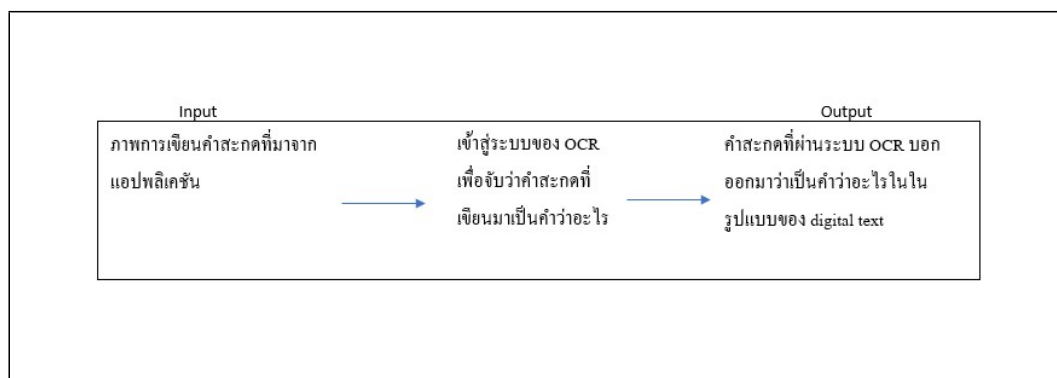 Input
ภาพการเขียนคำสะกดที่มาจาก
แอปพลิเคชัน
เข้าสู่ระบบของ OCR
เพื่อจับว่าคำสะกดที่
เขียนมาเป็นคำว่าอะไร
Output
คำสะกดที่ผ่านระบบ OCR บอก
ออกมาว่าเป็นคำว่าอะไรในใน
รูปแบบของ digital text